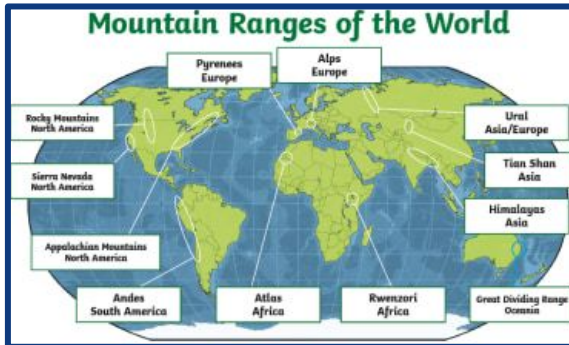 Mountain Ranges of the World
Pyrenees
Europe
Alps
Europe
Rocky Mountains
North America
Ural
Asia/Europe
Sierra Nevada
North America
Tian Shan
Asia
Himalayas
Asia
Appalachian Mountains
North America
Andes
South America
Atlas
Africa
Rwenzori
Africa
Great Dividing Range
Oceania